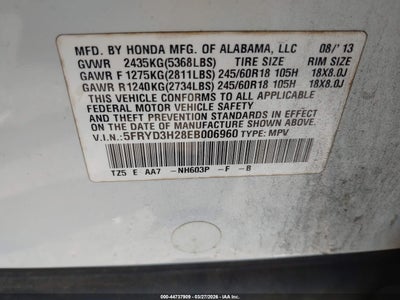 MFD. BY HONDA MFG. OF ALABAMA, LLC 08/'13
GVWR 2435KG(5368LBS) TIRE SIZE RIM SIZE
GAWR F 1275KG(2811LBS) 245/60R18 105H 18X8.0J
GAWR R 1240KG(2734LBS) 245/60R18 105H 18X8.0J
THIS VEHICLE CONFORMS TO ALL APPLICABLE
FEDERAL MOTOR VEHICLE SAFETY AND
THEFT PREVENTION STANDARDS IN EFFECT ON
THE DATE OF MANUFACTURE SHOWN ABOVE.
V.I.N.:5FRYD3H28EB006960 TYPE: MPV
TZ5 E AA7 -NH603P -F -B
000-44737909 - 03/27/2026 - IAAI.COM